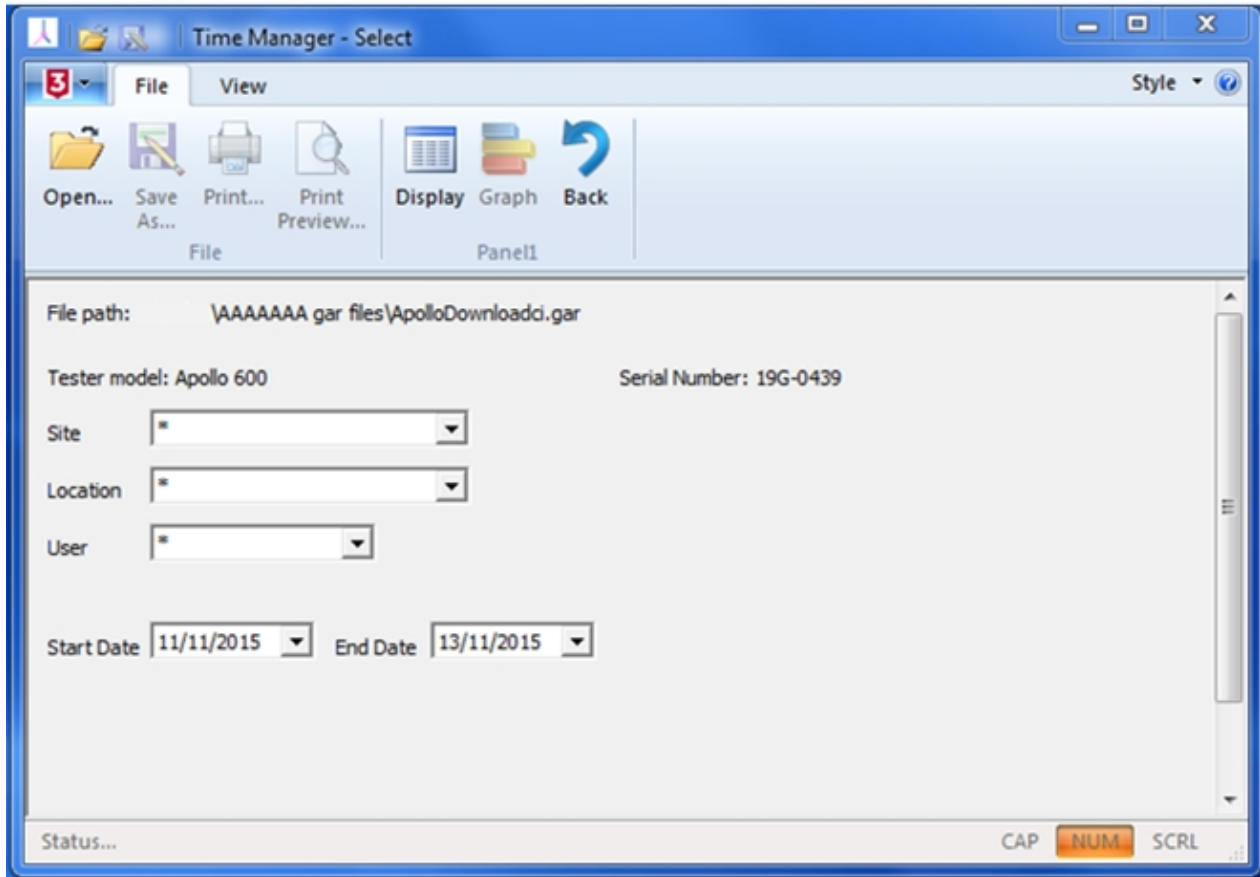 Time Manager - Select
3 File View Style
Open... Save As... Print... Print Preview... Display Graph Back
File Panel1
File path: \AAAAAAA gar files\ApolloDownloadci.gar
Tester model: Apollo 600 Serial Number: 19G-0439
Site *
Location *
User *
Start Date 11/11/2015 End Date 13/11/2015
Status... CAP NUM SCRL